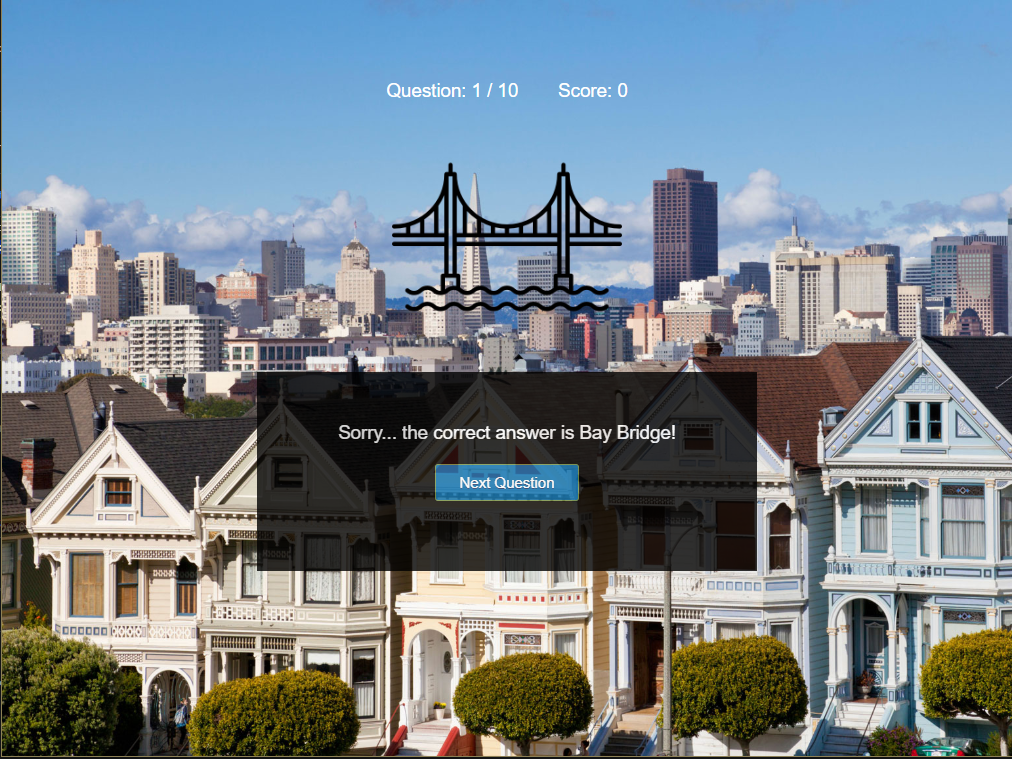 Question: 1 / 10 Score: 0
Sorry... the correct answer is Bay Bridge!
Next Question